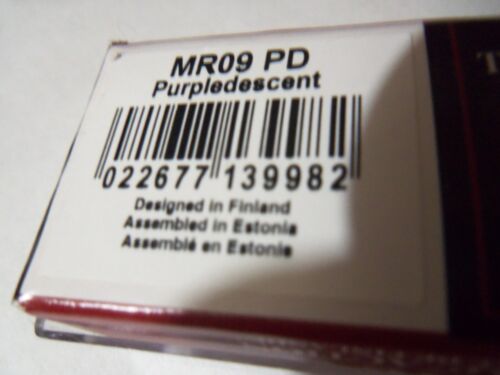 MR09 PD
Purpledescent
022677 139982
Designed in Finland
Assembled in Estonia
Assemblé en Estonie
T